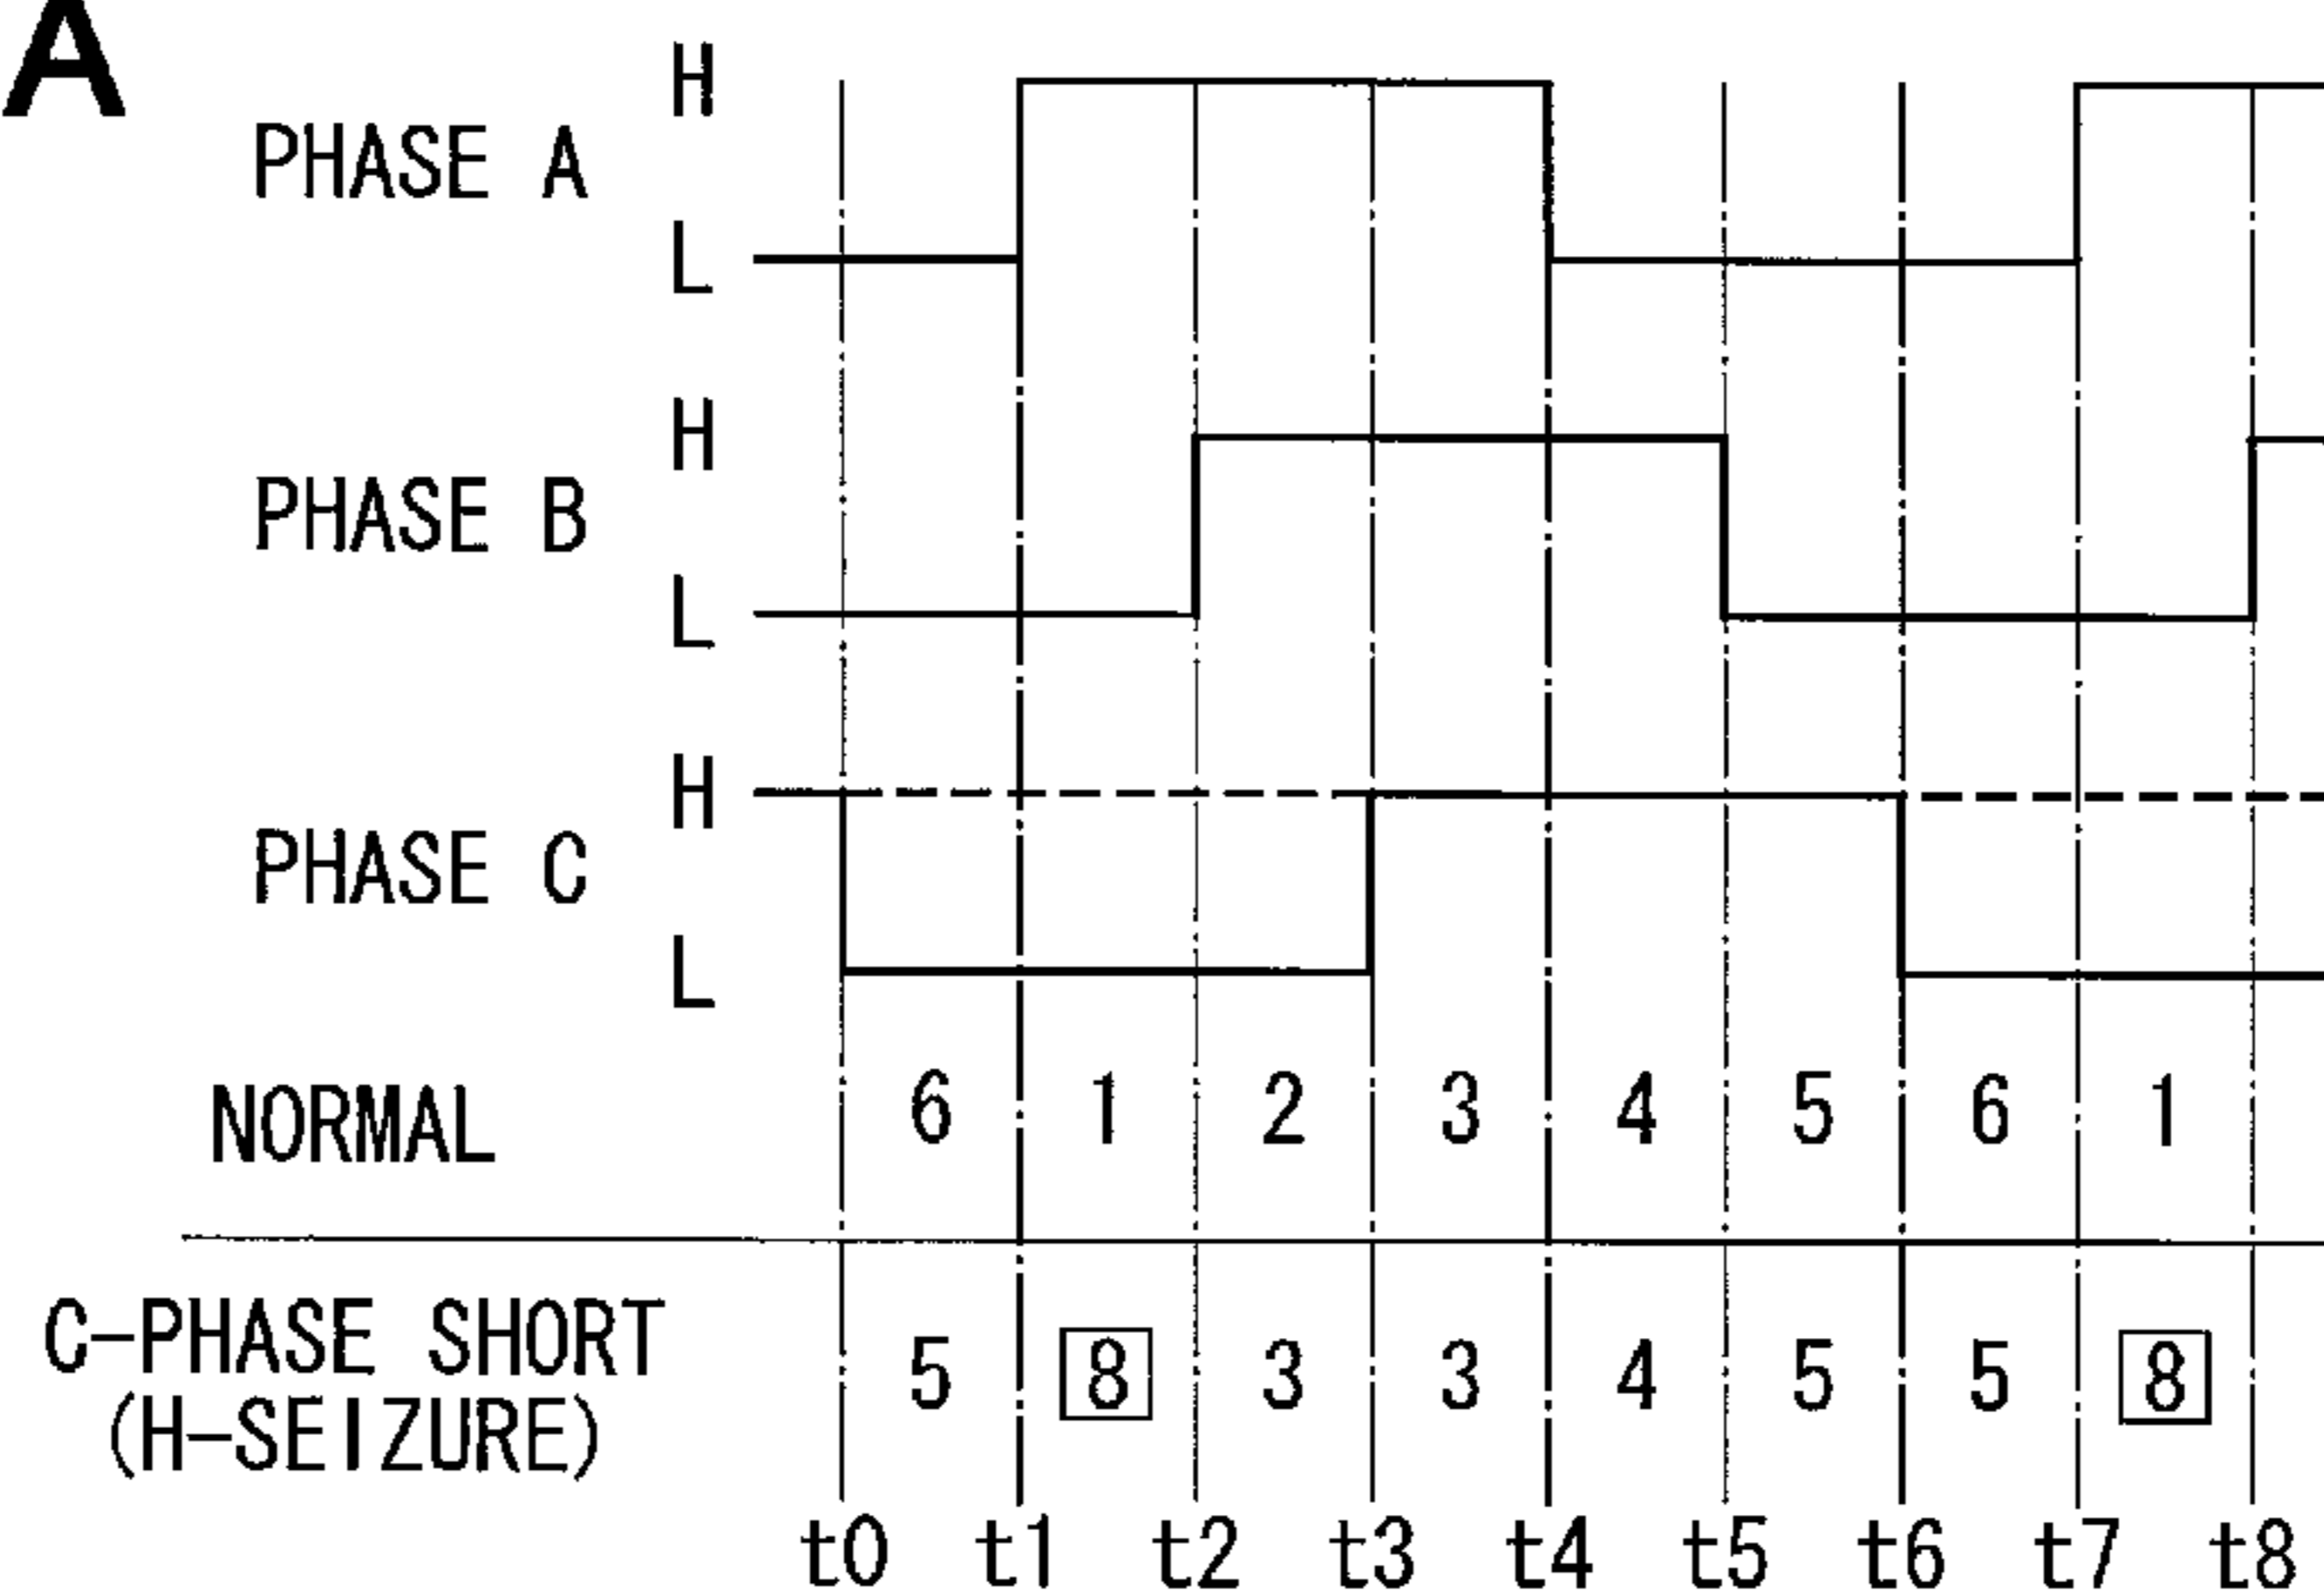 A
H
PHASE A
L
H
PHASE B
L
H
PHASE C
L
NORMAL 6 1 2 3 4 5 6 1
C-PHASE SHORT
(H-SEIZURE) 5 8 3 3 4 5 5 8
t0 t1 t2 t3 t4 t5 t6 t7 t8